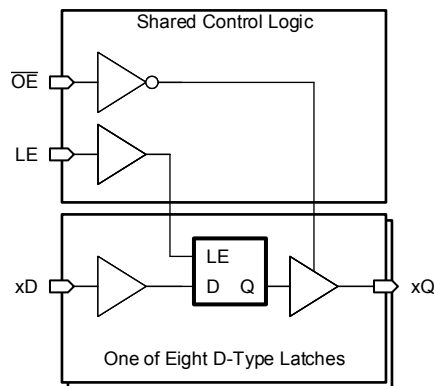 Shared Control Logic
OE
LE
LE
xD
D Q
xQ
One of Eight D-Type Latches